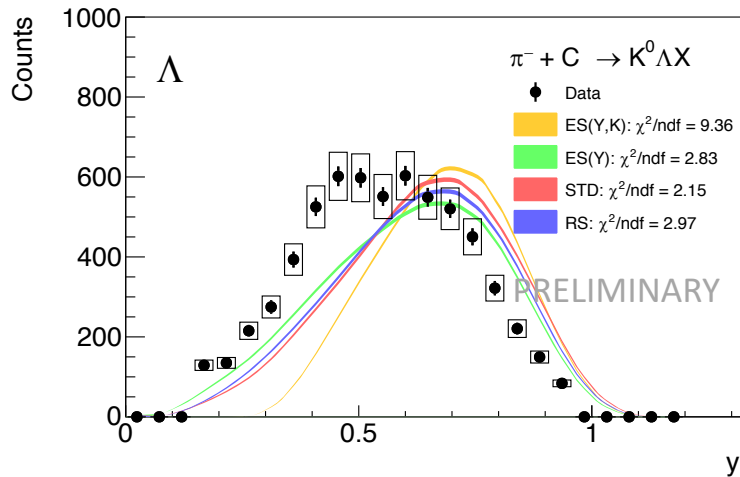 1000
800
600
400
200
0
Counts
Λ
π⁻ + C → K⁰ΛX
Data
ES(Y,K): χ²/ndf = 9.36
ES(Y): χ²/ndf = 2.83
STD: χ²/ndf = 2.15
RS: χ²/ndf = 2.97
PRELIMINARY
0
0.5
1
y